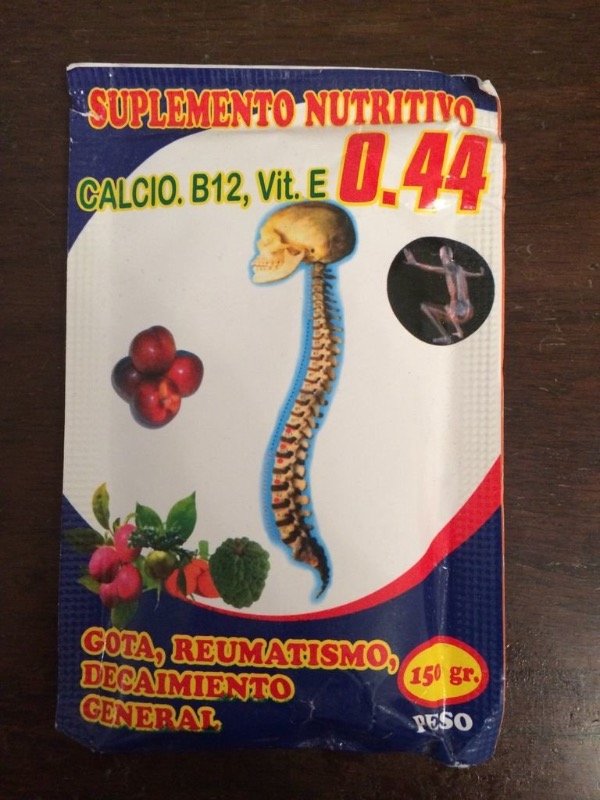 SUPLEMENTO NUTRITIVO
CALCIO. B12, Vit. E 0.44
GOTA, REUMATISMO,
DECAIMIENTO
GENERAL
150 gr.
PESO